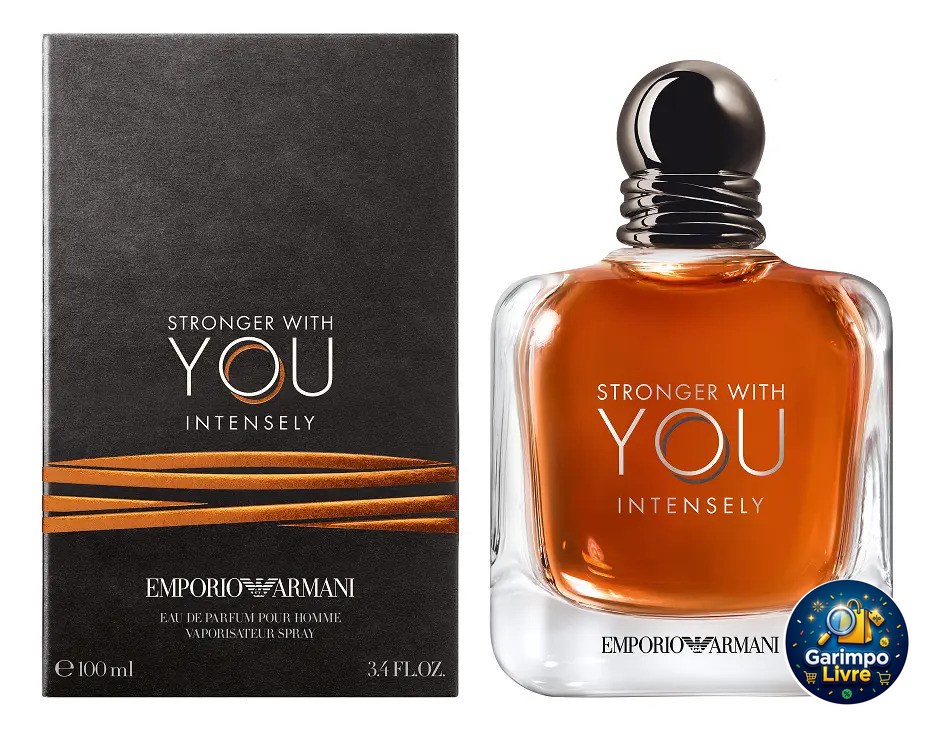 STRONGER WITH
YOU
INTENSELY
EMPORIO ARMANI
EAU DE PARFUM POUR HOMME
VAPORISATEUR SPRAY
℮ 100 ml
3.4 FL.OZ.
STRONGER WITH
YOU
INTENSELY
EMPORIO ARMANI
Garimpo
Livre